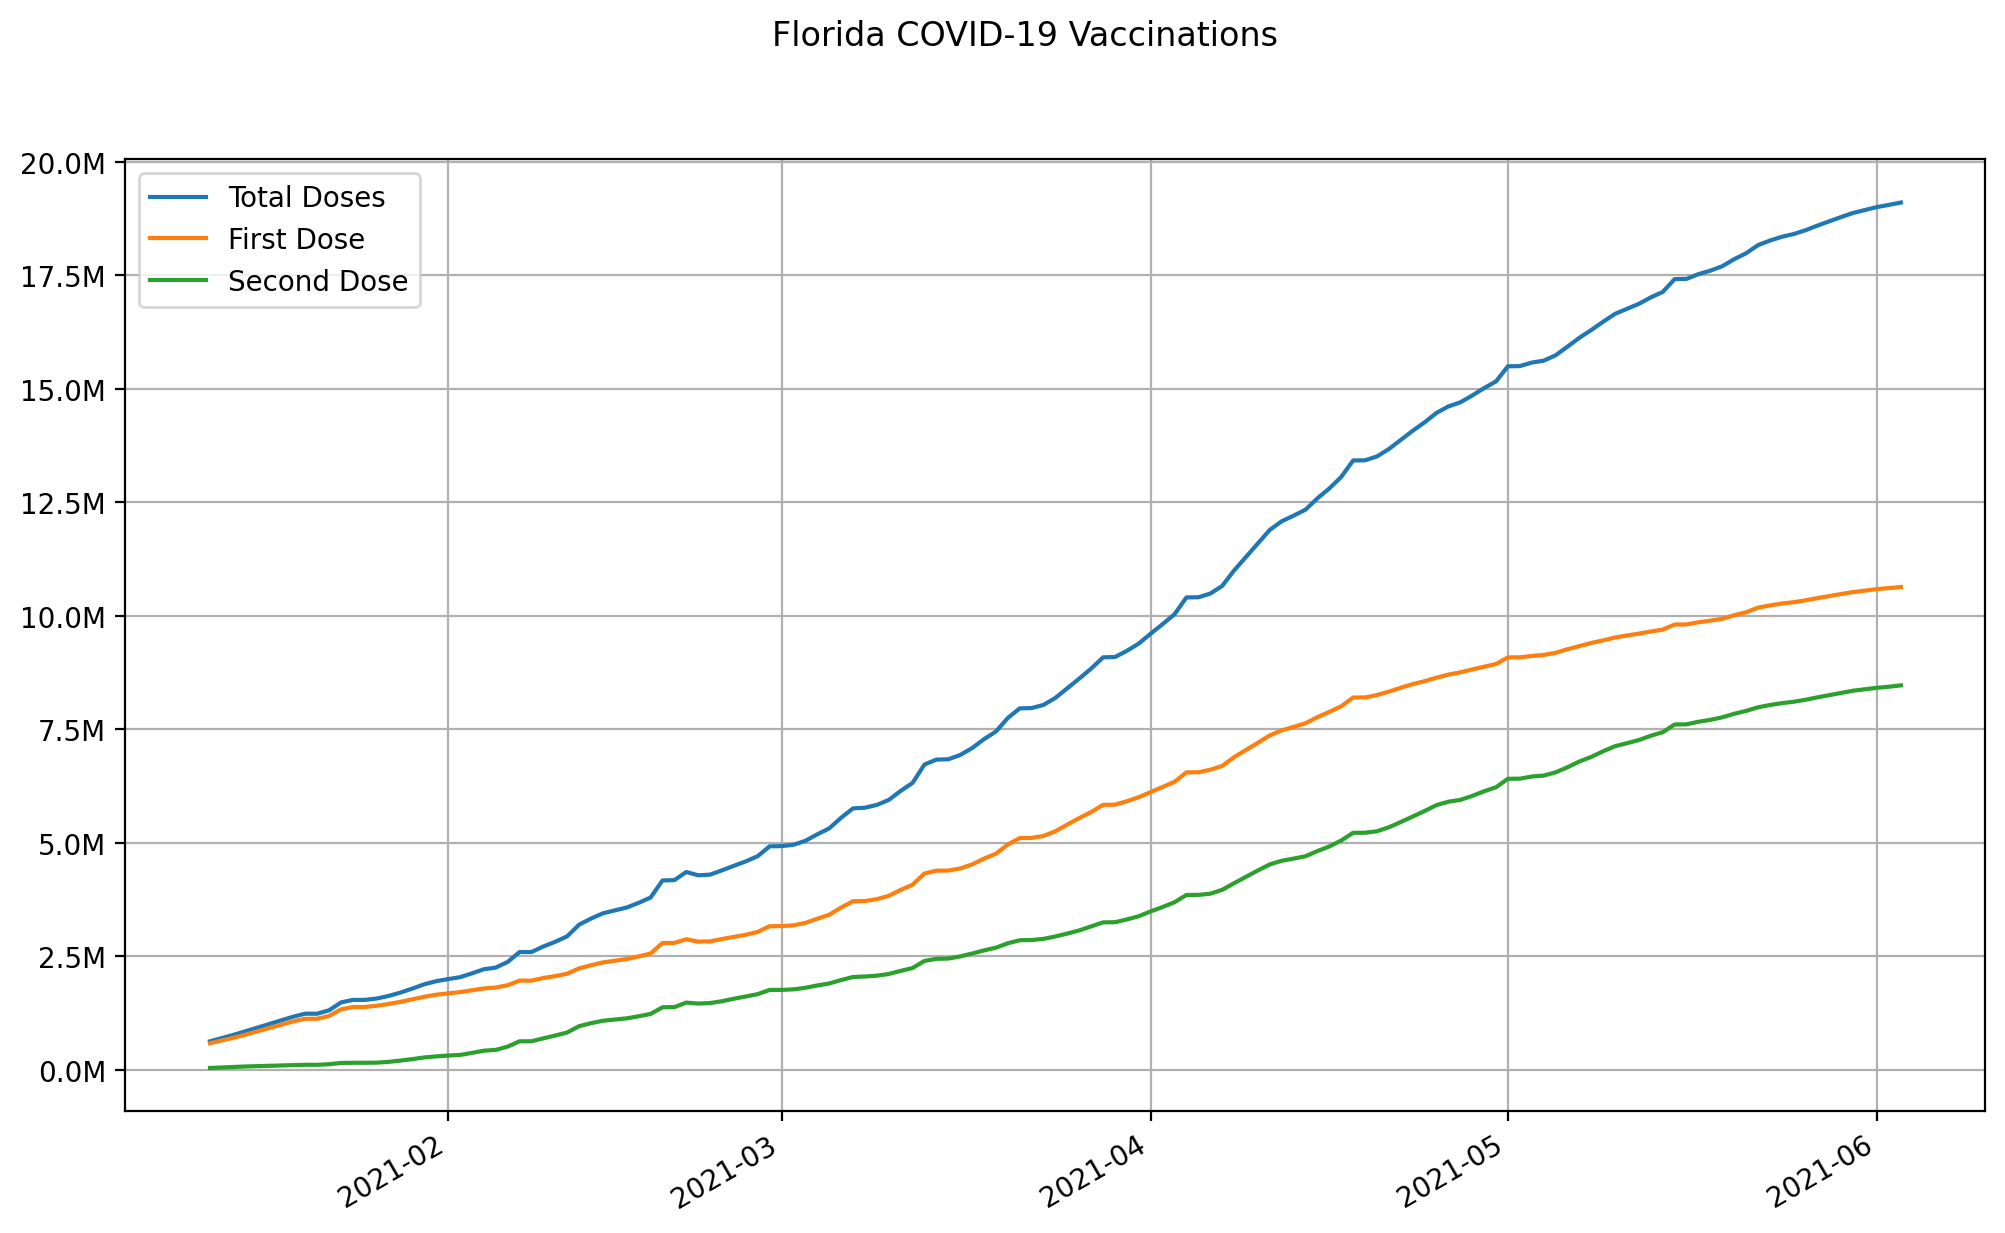 Florida COVID-19 Vaccinations
20.0M
17.5M
15.0M
12.5M
10.0M
7.5M
5.0M
2.5M
0.0M
Total Doses
First Dose
Second Dose
2021-02
2021-03
2021-04
2021-05
2021-06